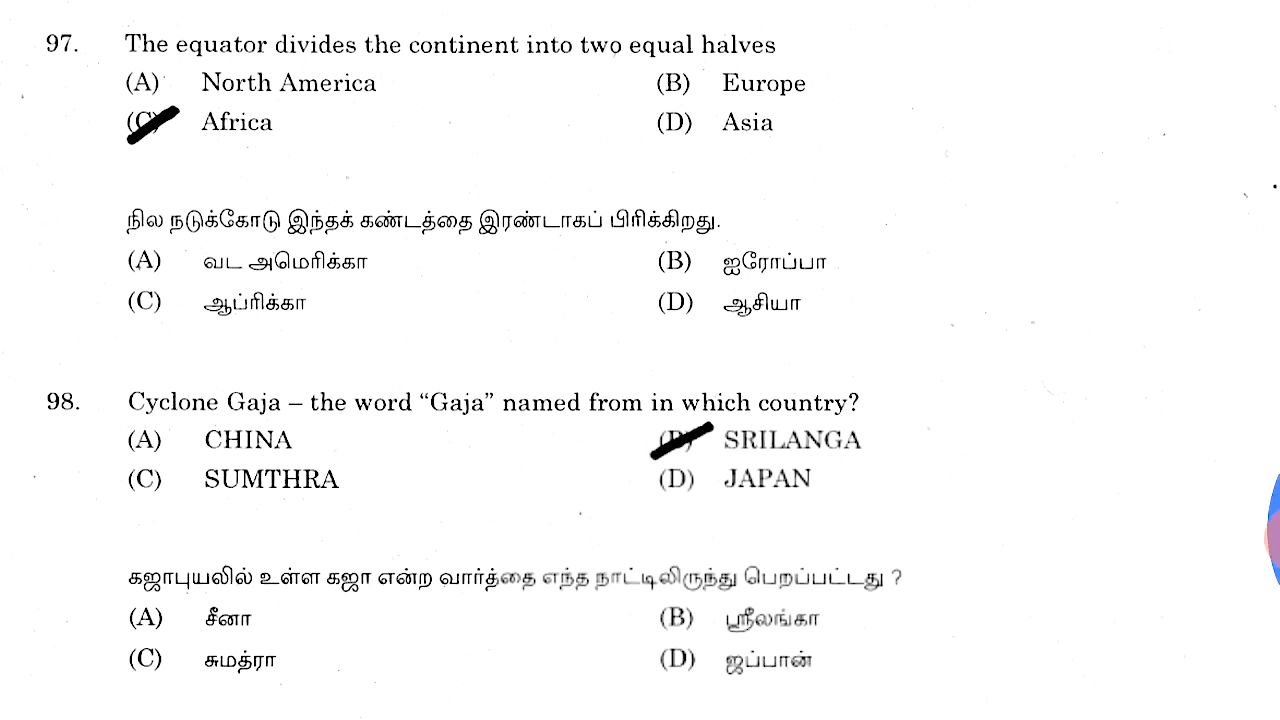 97. The equator divides the continent into two equal halves
(A) North America (B) Europe
(C) Africa (D) Asia
நில நடுக்கோடு இந்தக் கண்டத்தை இரண்டாகப் பிரிக்கிறது.
(A) வட அமெரிக்கா (B) ஐரோப்பா
(C) ஆப்ரிக்கா (D) ஆசியா
98. Cyclone Gaja – the word “Gaja” named from in which country?
(A) CHINA (B) SRILANGA
(C) SUMTHRA (D) JAPAN
கஜாபுயலில் உள்ள கஜா என்ற வார்த்தை எந்த நாட்டிலிருந்து பெறப்பட்டது ?
(A) சீனா (B) ஸ்ரீலங்கா
(C) சுமத்ரா (D) ஜப்பான்